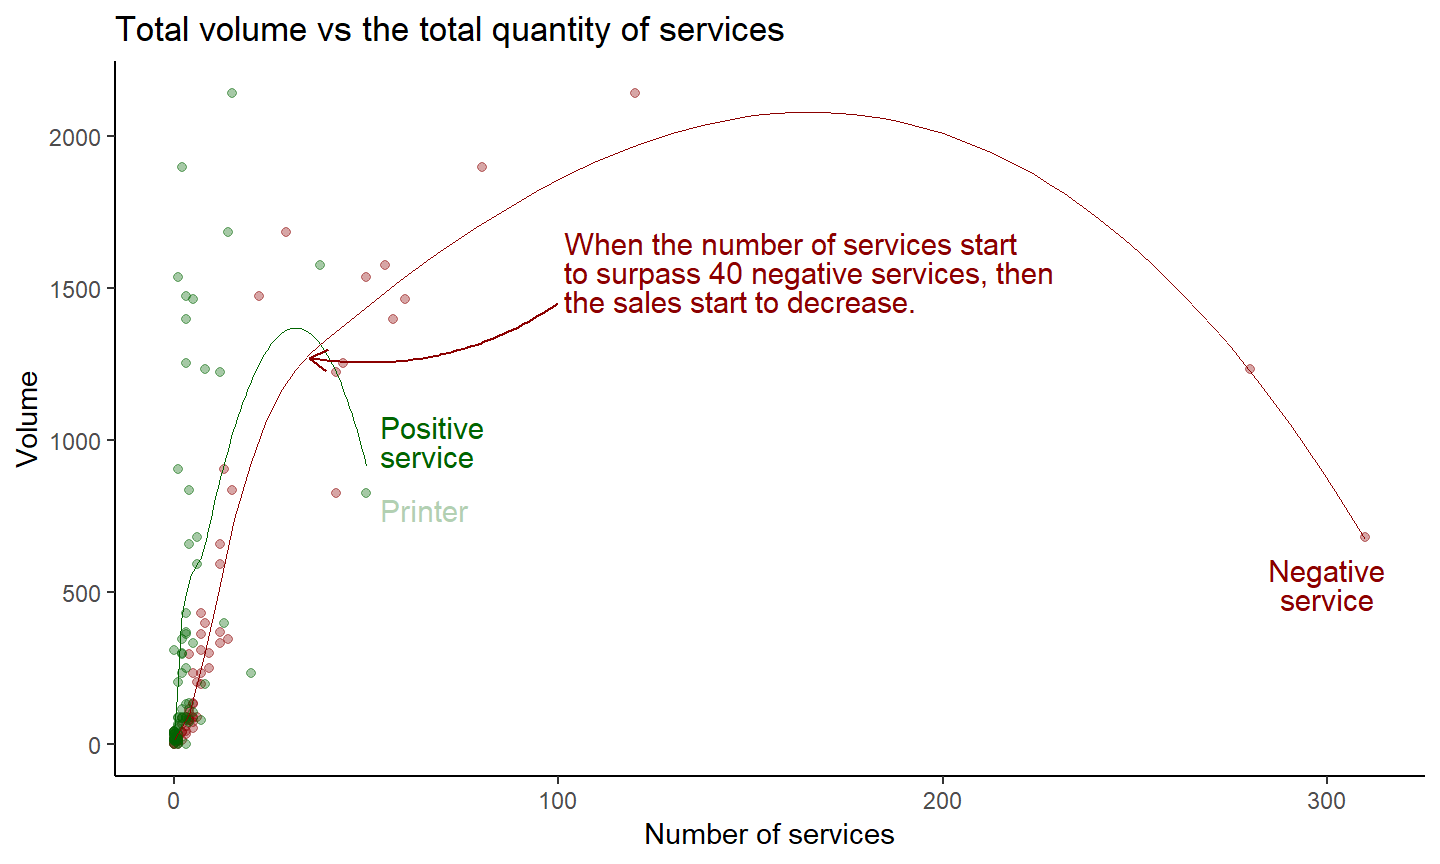 Total volume vs the total quantity of services
2000
1500
1000
500
0
Volume
When the number of services start
to surpass 40 negative services, then
the sales start to decrease.
Positive
service
Printer
Negative
service
0
100
200
300
Number of services